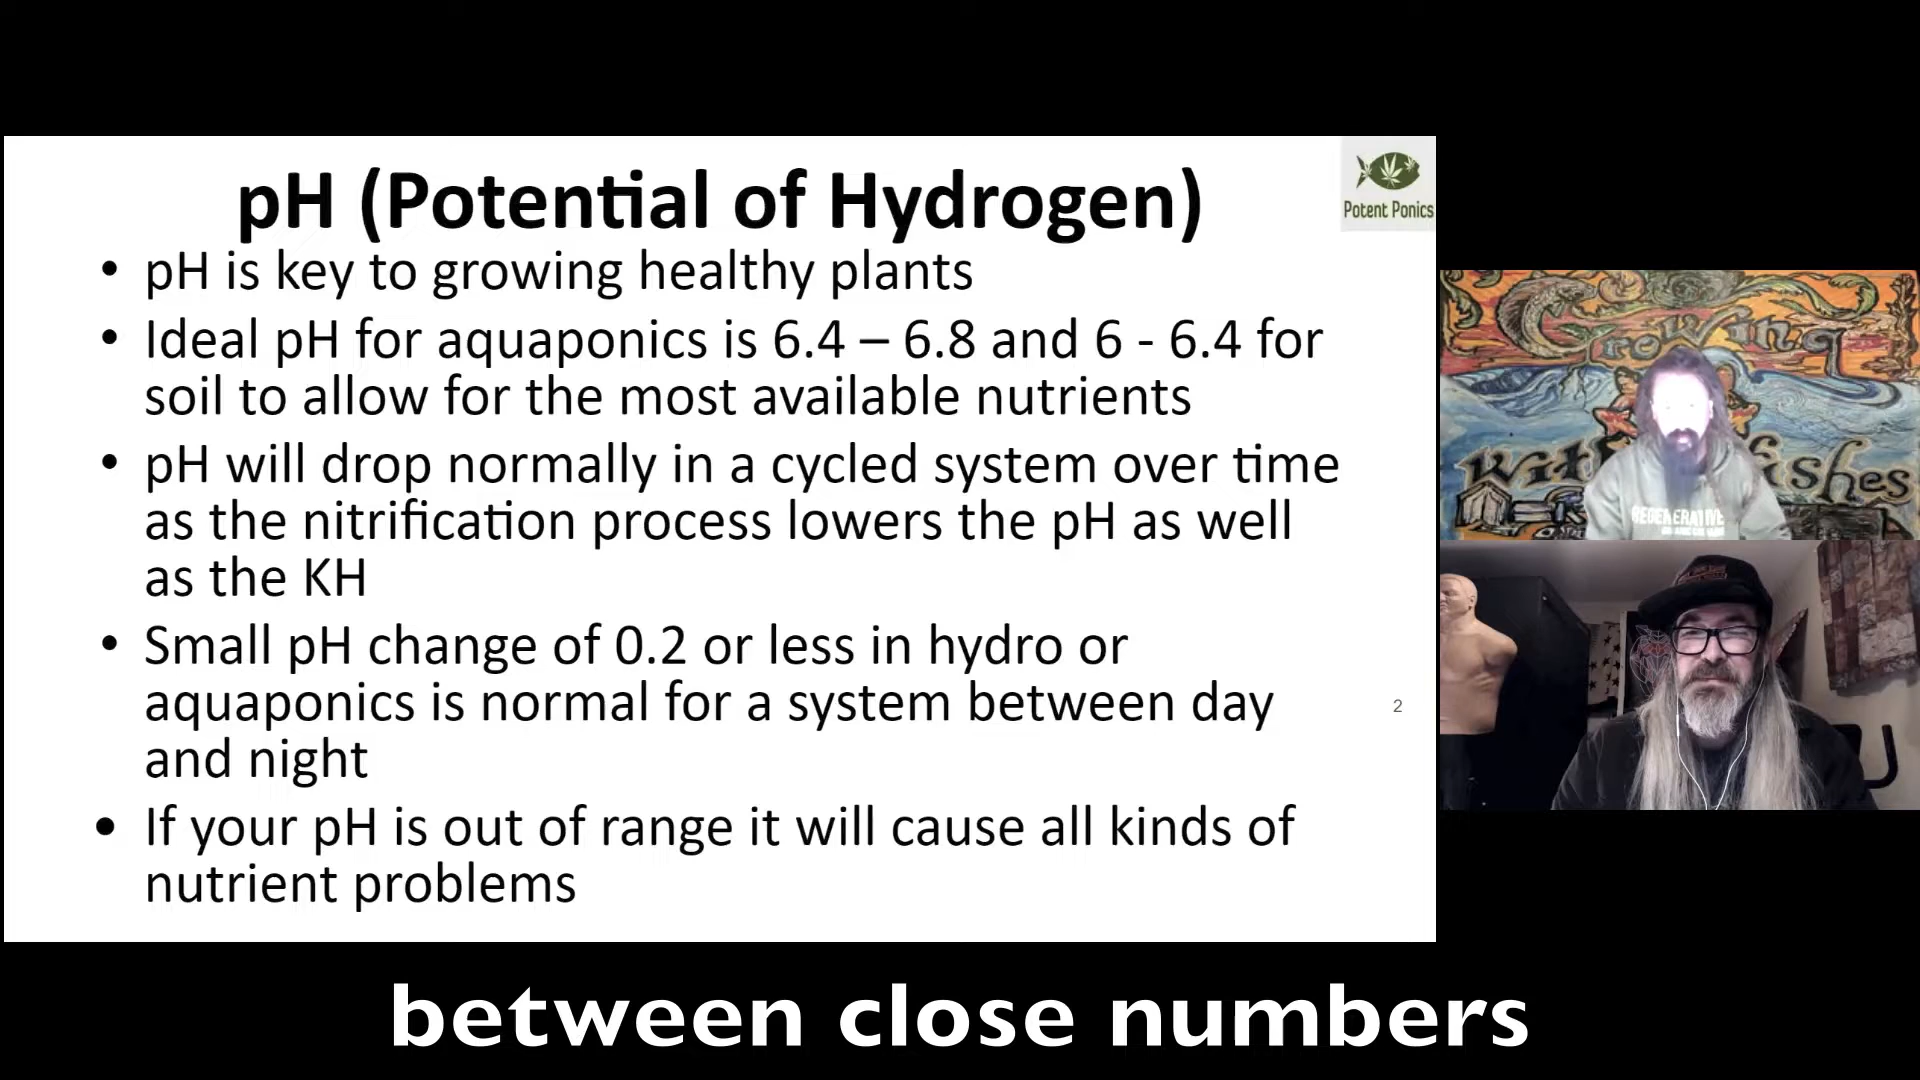 pH (Potential of Hydrogen)
Potent Ponics
• pH is key to growing healthy plants
• Ideal pH for aquaponics is 6.4 – 6.8 and 6 - 6.4 for
soil to allow for the most available nutrients
• pH will drop normally in a cycled system over time
as the nitrification process lowers the pH as well
as the KH
• Small pH change of 0.2 or less in hydro or
aquaponics is normal for a system between day
and night
• If your pH is out of range it will cause all kinds of
nutrient problems
2
Growing
With fishes
REGENERATIVE
between close numbers